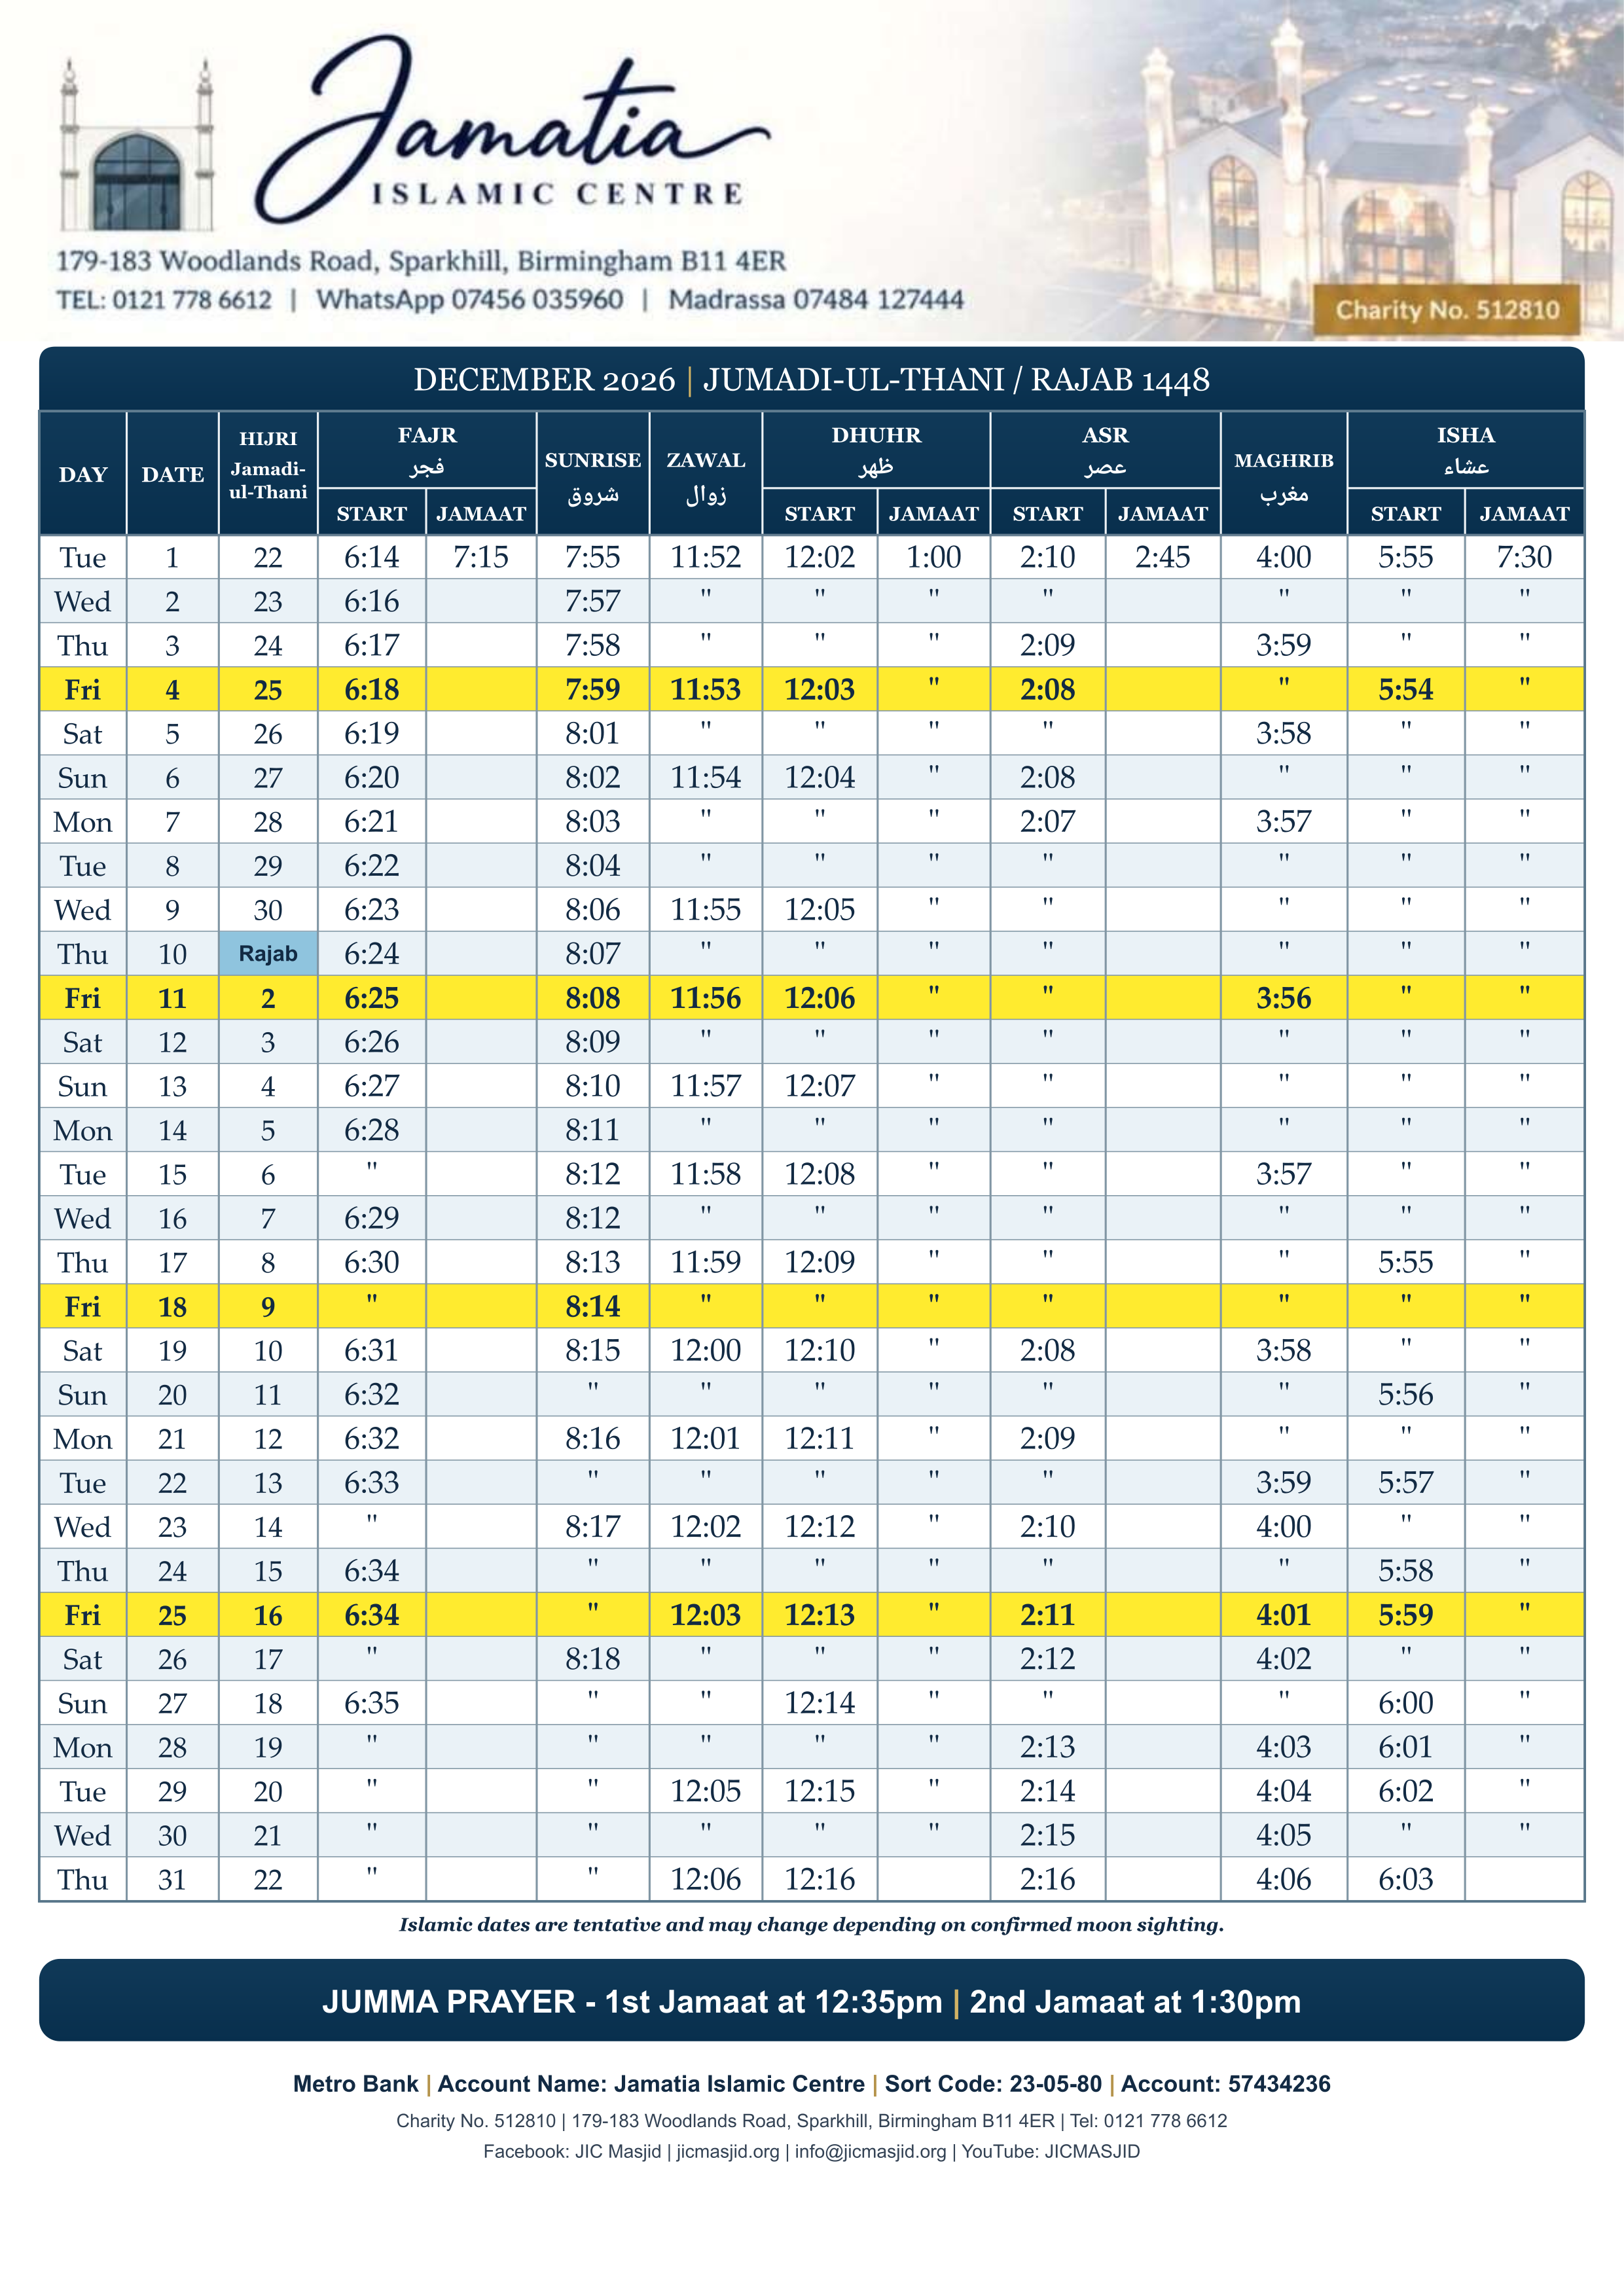 Jamatia
ISLAMIC CENTRE
179-183 Woodlands Road, Sparkhill, Birmingham B11 4ER
TEL: 0121 778 6612 | WhatsApp 07456 035960 | Madrassa 07484 127444
Charity No. 512810
DECEMBER 2026 | JUMADI-UL-THANI / RAJAB 1448
DAY DATE HIJRI Jamadi-ul-Thani FAJR فجر SUNRISE شروق ZAWAL زوال DHUHR ظهر ASR عصر MAGHRIB مغرب ISHA عشاء
START JAMAAT START JAMAAT START JAMAAT START JAMAAT
Tue 1 22 6:14 7:15 7:55 11:52 12:02 1:00 2:10 2:45 4:00 5:55 7:30
Wed 2 23 6:16 7:57 " " " " " " "
Thu 3 24 6:17 7:58 " " " 2:09 3:59 " "
Fri 4 25 6:18 7:59 11:53 12:03 " 2:08 " 5:54 "
Sat 5 26 6:19 8:01 " " " " 3:58 " "
Sun 6 27 6:20 8:02 11:54 12:04 " 2:08 " " "
Mon 7 28 6:21 8:03 " " " 2:07 3:57 " "
Tue 8 29 6:22 8:04 " " " " " " "
Wed 9 30 6:23 8:06 11:55 12:05 " " " " "
Thu 10 Rajab 6:24 8:07 " " " " " " "
Fri 11 2 6:25 8:08 11:56 12:06 " " 3:56 " "
Sat 12 3 6:26 8:09 " " " " " " "
Sun 13 4 6:27 8:10 11:57 12:07 " " " " "
Mon 14 5 6:28 8:11 " " " " " " "
Tue 15 6 " 8:12 11:58 12:08 " " 3:57 " "
Wed 16 7 6:29 8:12 " " " " " " "
Thu 17 8 6:30 8:13 11:59 12:09 " " " 5:55 "
Fri 18 9 " 8:14 " " " " " " "
Sat 19 10 6:31 8:15 12:00 12:10 " 2:08 3:58 " "
Sun 20 11 6:32 " " " " " " 5:56 "
Mon 21 12 6:32 8:16 12:01 12:11 " 2:09 " " "
Tue 22 13 6:33 " " " " " 3:59 5:57 "
Wed 23 14 " 8:17 12:02 12:12 " 2:10 4:00 " "
Thu 24 15 6:34 " " " " " " 5:58 "
Fri 25 16 6:34 " 12:03 12:13 " 2:11 4:01 5:59 "
Sat 26 17 " 8:18 " " " 2:12 4:02 " "
Sun 27 18 6:35 " " 12:14 " " " 6:00 "
Mon 28 19 " " " " " 2:13 4:03 6:01 "
Tue 29 20 " " 12:05 12:15 " 2:14 4:04 6:02 "
Wed 30 21 " " " " " 2:15 4:05 " "
Thu 31 22 " " 12:06 12:16 2:16 4:06 6:03
Islamic dates are tentative and may change depending on confirmed moon sighting.
JUMMA PRAYER - 1st Jamaat at 12:35pm | 2nd Jamaat at 1:30pm
Metro Bank | Account Name: Jamatia Islamic Centre | Sort Code: 23-05-80 | Account: 57434236
Charity No. 512810 | 179-183 Woodlands Road, Sparkhill, Birmingham B11 4ER | Tel: 0121 778 6612
Facebook: JIC Masjid | jicmasjid.org | info@jicmasjid.org | YouTube: JICMASJID